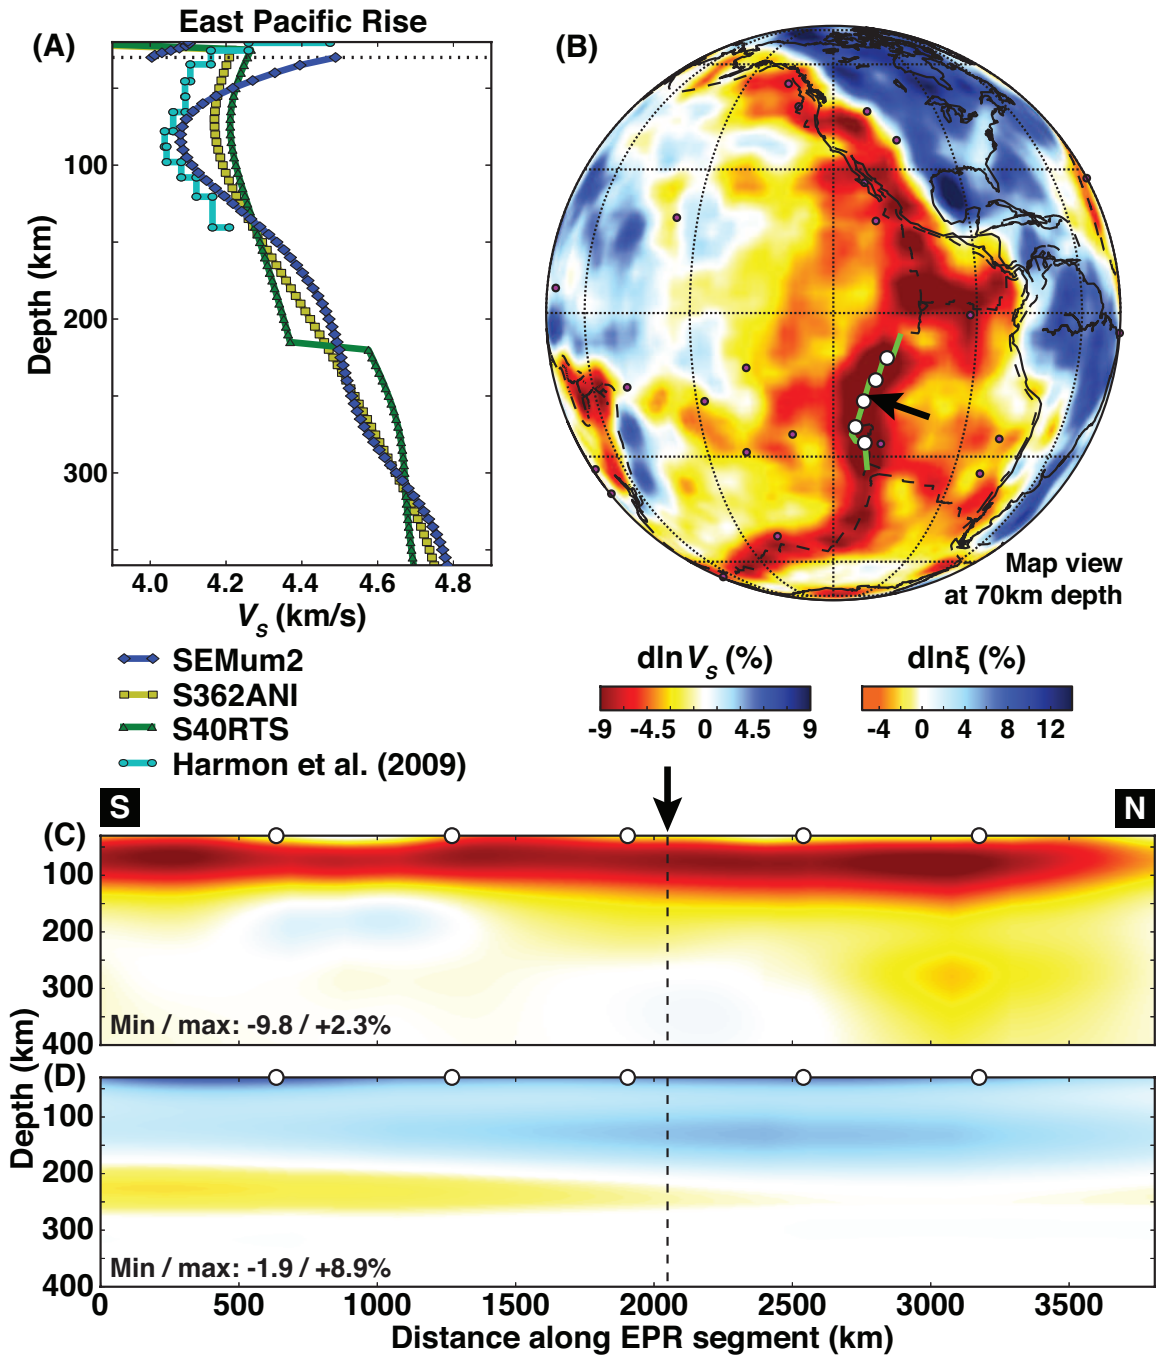 East Pacific Rise
(A)
(B)
100
200
300
Depth (km)
4.0 4.2 4.4 4.6 4.8
Vs (km/s)
Map view
at 70km depth
SEMum2
S362ANI
S40RTS
Harmon et al. (2009)
dlnVs (%)
-9 -4.5 0 4.5 9
dlnξ (%)
-4 0 4 8 12
S
N
(C)
100
200
300
400
Min / max: -9.8 / +2.3%
Depth (km)
(D)
100
200
300
400
Min / max: -1.9 / +8.9%
0 500 1000 1500 2000 2500 3000 3500
Distance along EPR segment (km)